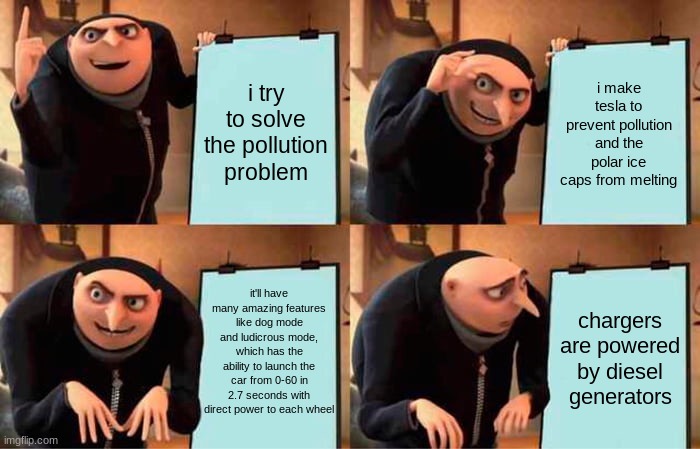 i try
to solve
the pollution
problem
i make
tesla to
prevent pollution
and the
polar ice
caps from melting
it'll have
many amazing features
like dog mode
and ludicrous mode,
which has the
ability to launch the
car from 0-60 in
2.7 seconds with
direct power to each wheel
chargers
are powered
by diesel
generators
imgflip.com